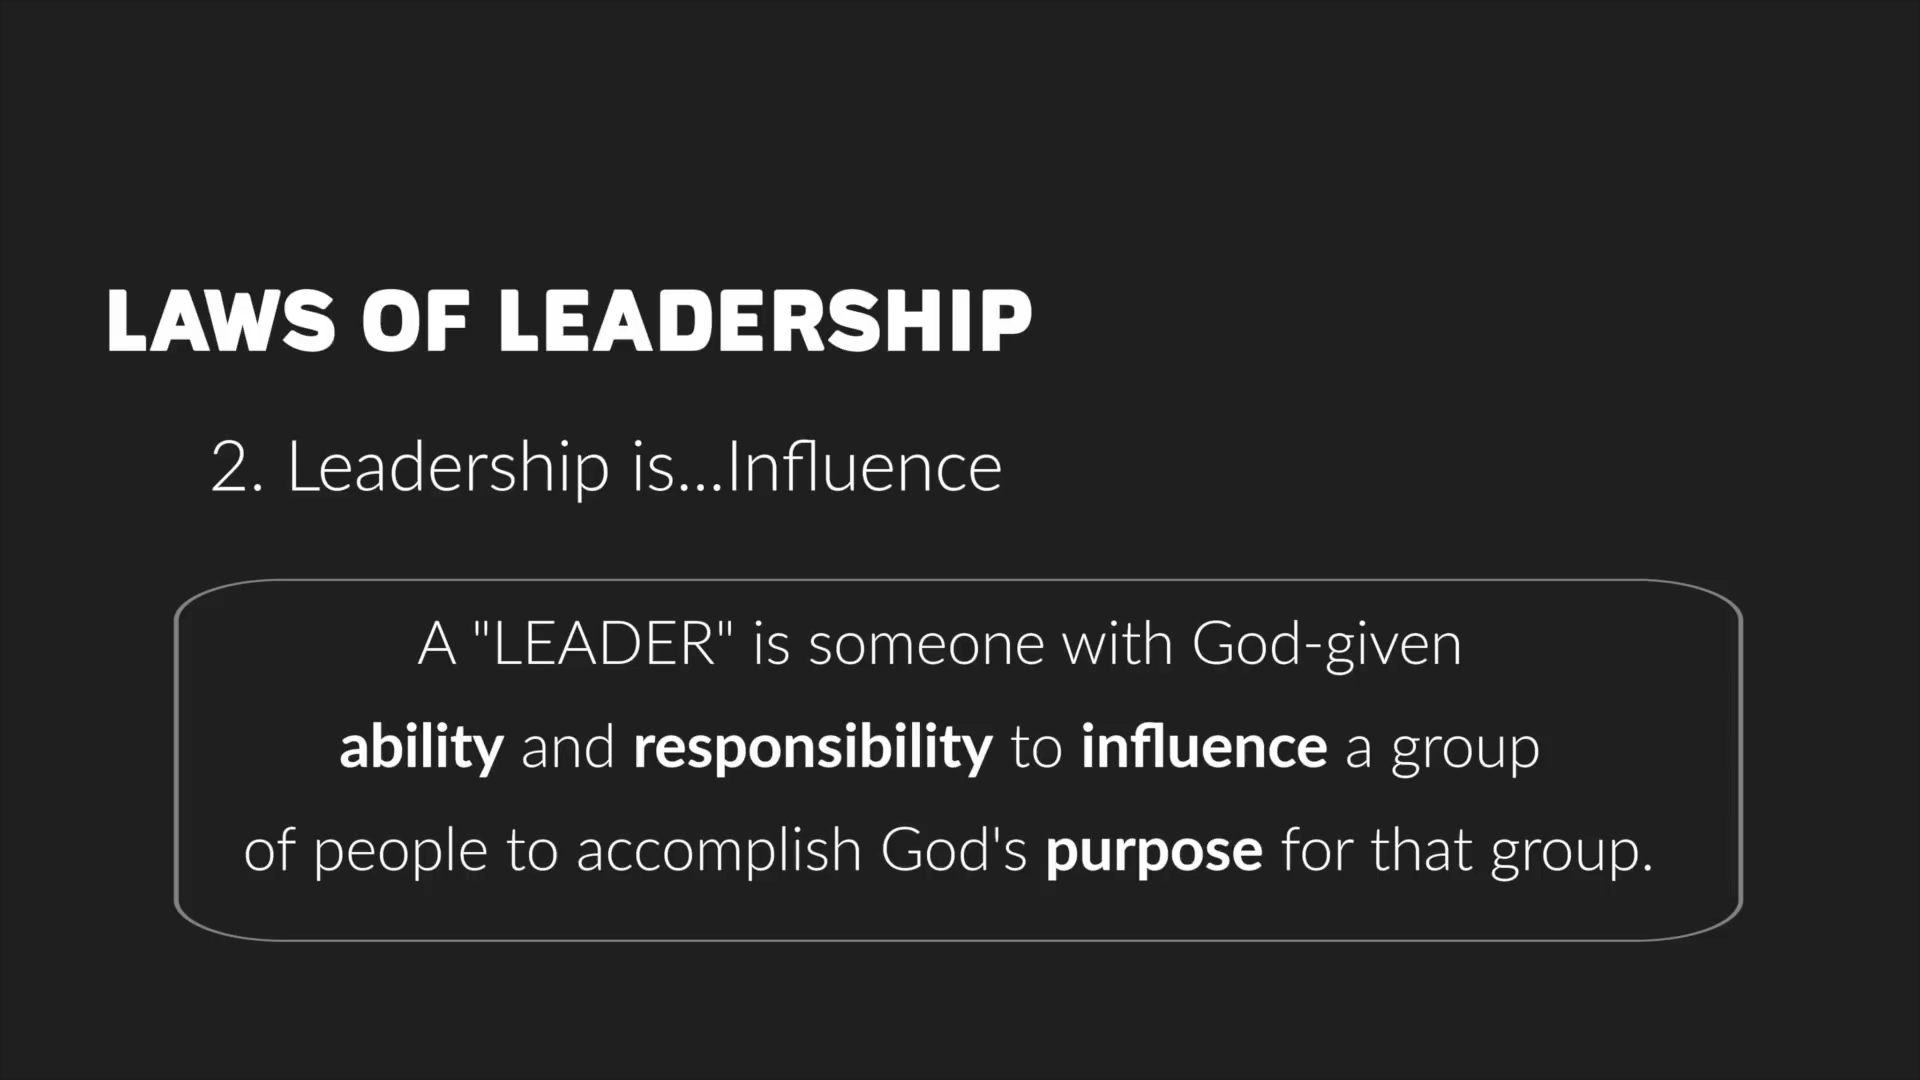 LAWS OF LEADERSHIP
2. Leadership is...Influence
A "LEADER" is someone with God-given
ability and responsibility to influence a group
of people to accomplish God's purpose for that group.